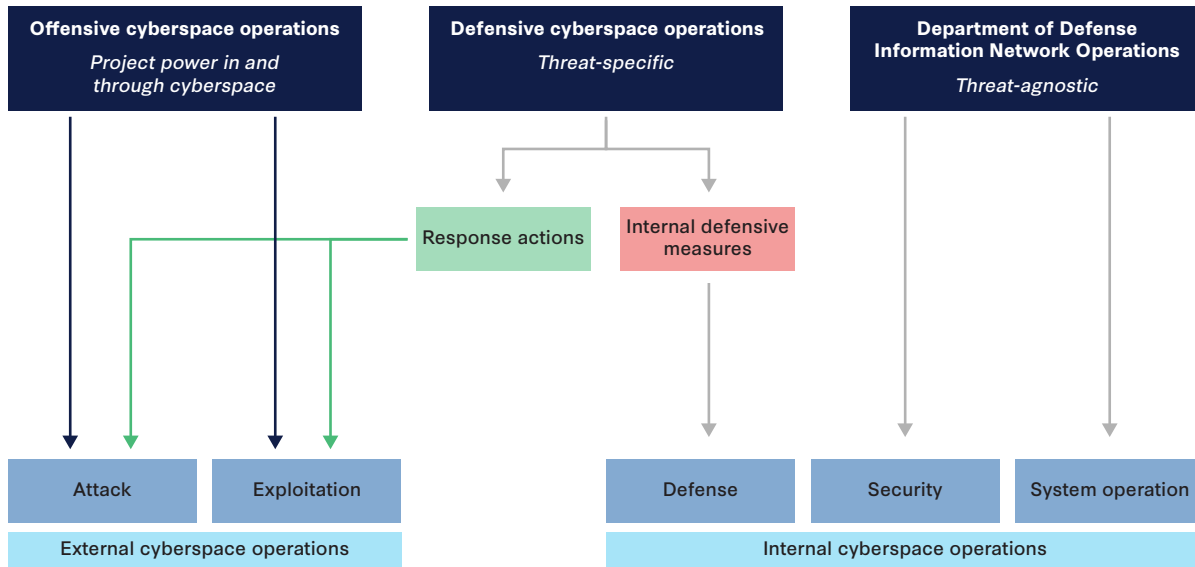 Offensive cyberspace operations
Project power in and
through cyberspace
Defensive cyberspace operations
Threat-specific
Department of Defense
Information Network Operations
Threat-agnostic
Response actions
Internal defensive
measures
Attack
Exploitation
Defense
Security
System operation
External cyberspace operations
Internal cyberspace operations